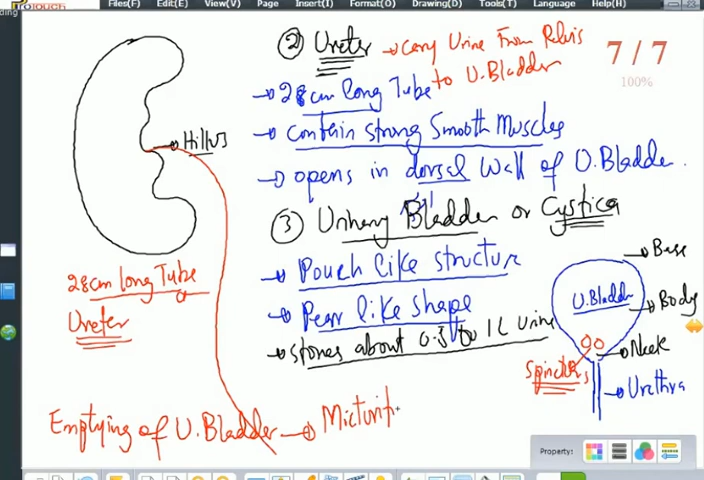 Protouch
Files(F) Edit(E) View(V) Page Insert(I) Format(O) Drawing(D) Tools(T) Language Help(H)
② Ureter → carry Urine From Pelvis
to U.Bladder
7 / 7
100%
→ 28cm long Tube
→ contain strong Smooth Muscles
→ opens in dorsal Wall of U.Bladder.
→ Hillus
③ Urinary Bladder or Cystica
→ Pouch like structure
→ Pear like shape
→ stores about 0.5 to 1L Urine
28cm long Tube
Ureter
→ Base
U.Bladder
→ Body
→ Neck
Spincters
→ Urethra
Emptying of U.Bladder → Micturit
Property: